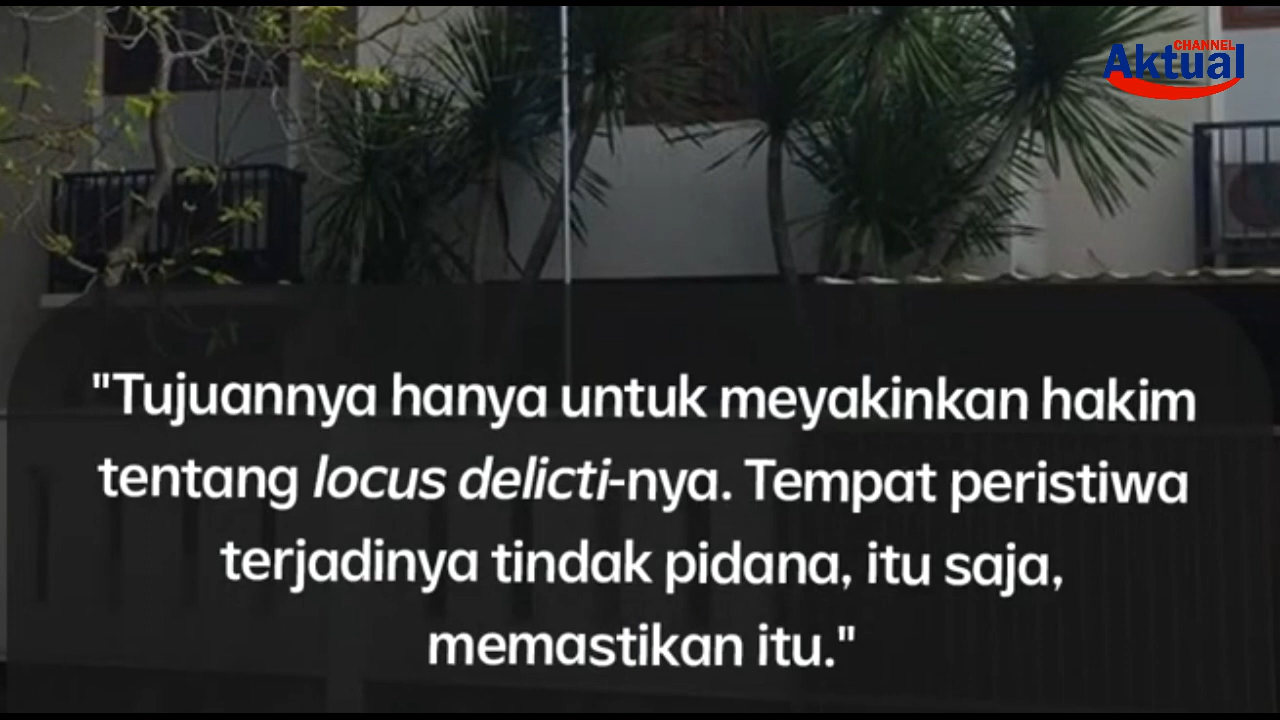 CHANNEL
Aktual
"Tujuannya hanya untuk meyakinkan hakim
tentang locus delicti-nya. Tempat peristiwa
terjadinya tindak pidana, itu saja,
memastikan itu."